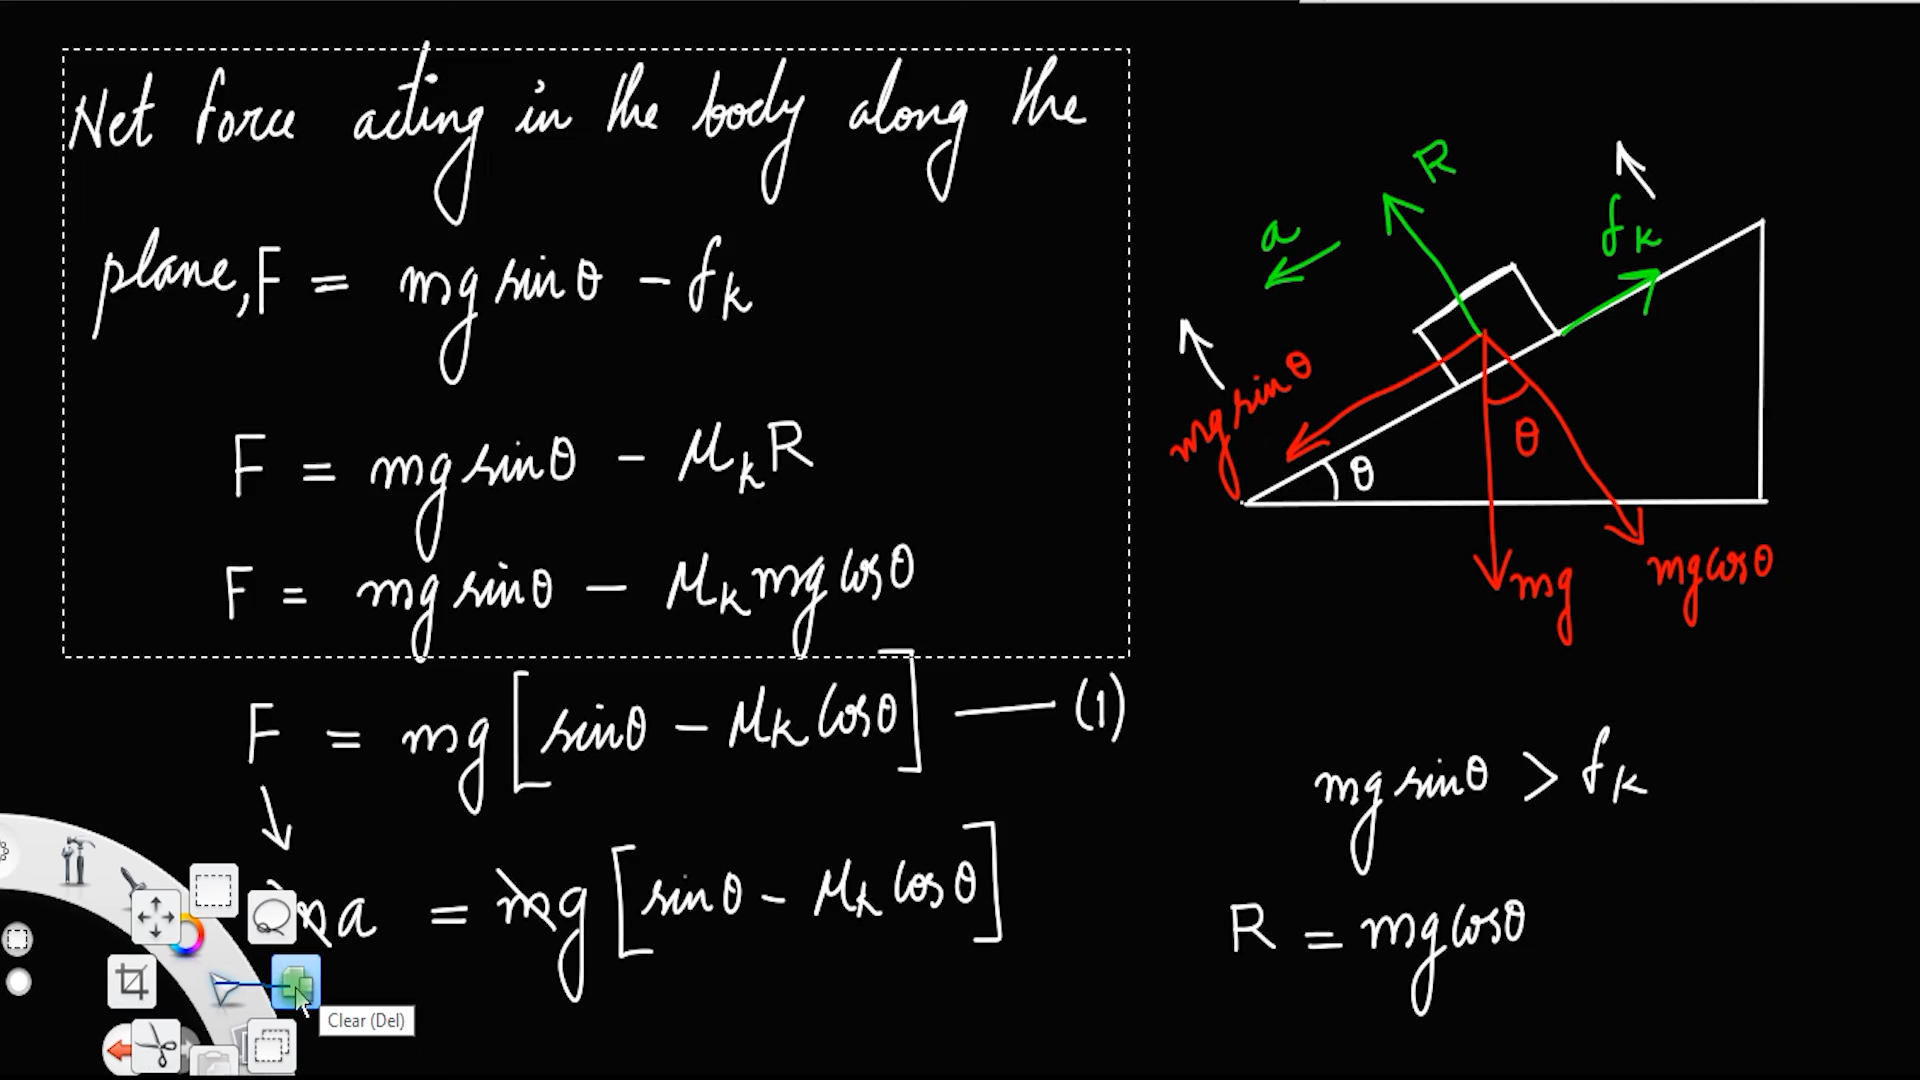 Net force acting in the body along the
plane, F = mg sinθ - fk
F = mg sinθ - μkR
F = mg sinθ - μk mg cosθ
F = mg [sinθ - μk cosθ] — (1)
ma = mg [sinθ - μk cosθ]
R
a
fk
mg sinθ
θ
θ
mg
mg cosθ
mg sinθ > fk
R = mg cosθ
Clear (Del)